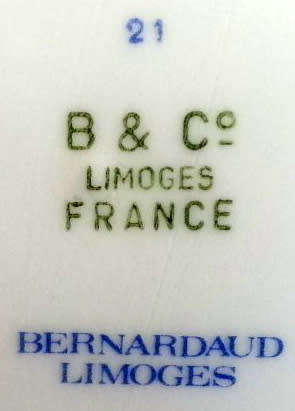 21
B & Cº
LIMOGES
FRANCE
BERNARDAUD
LIMOGES